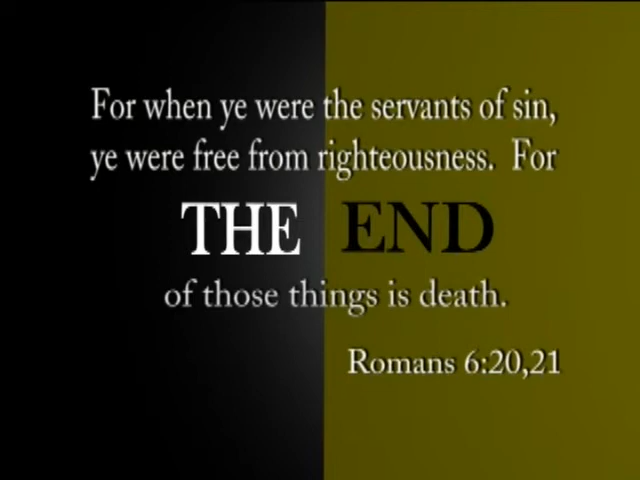 For when ye were the servants of sin,
ye were free from righteousness. For
THE END
of those things is death.
Romans 6:20,21